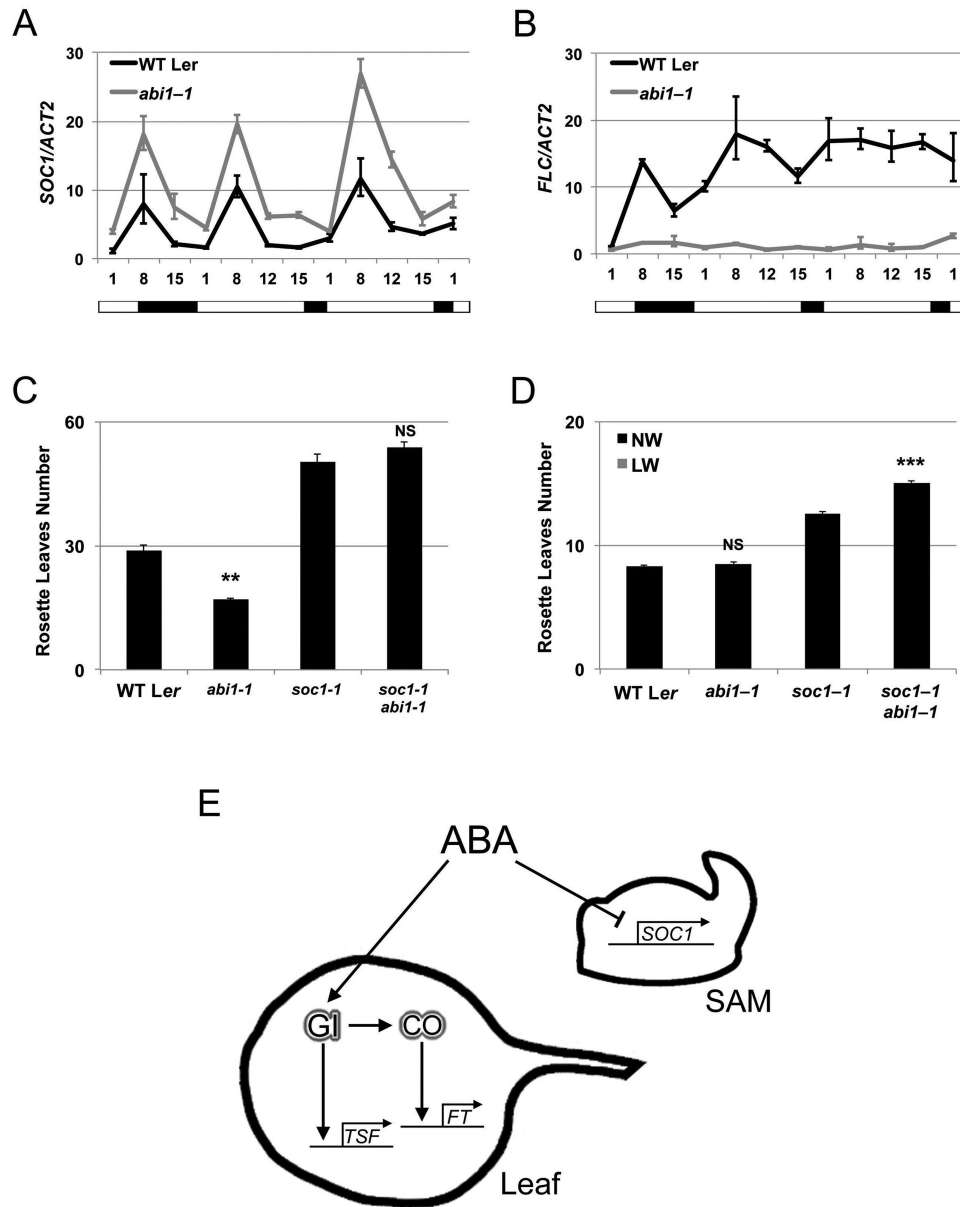 A
30
20
10
0
SOC1/ACT2
WT Ler
abi1–1
1 8 15 1 8 12 15 1 8 12 15 1
B
30
20
10
0
FLC/ACT2
WT Ler
abi1–1
1 8 15 1 8 12 15 1 8 12 15 1
C
60
30
0
Rosette Leaves Number
**
NS
WT Ler abi1-1 soc1-1 soc1-1
abi1-1
D
20
10
0
Rosette Leaves Number
NW
LW
NS
***
WT Ler abi1–1 soc1–1 soc1–1
abi1–1
E
ABA
SOC1
SAM
GI CO
TSF
FT
Leaf